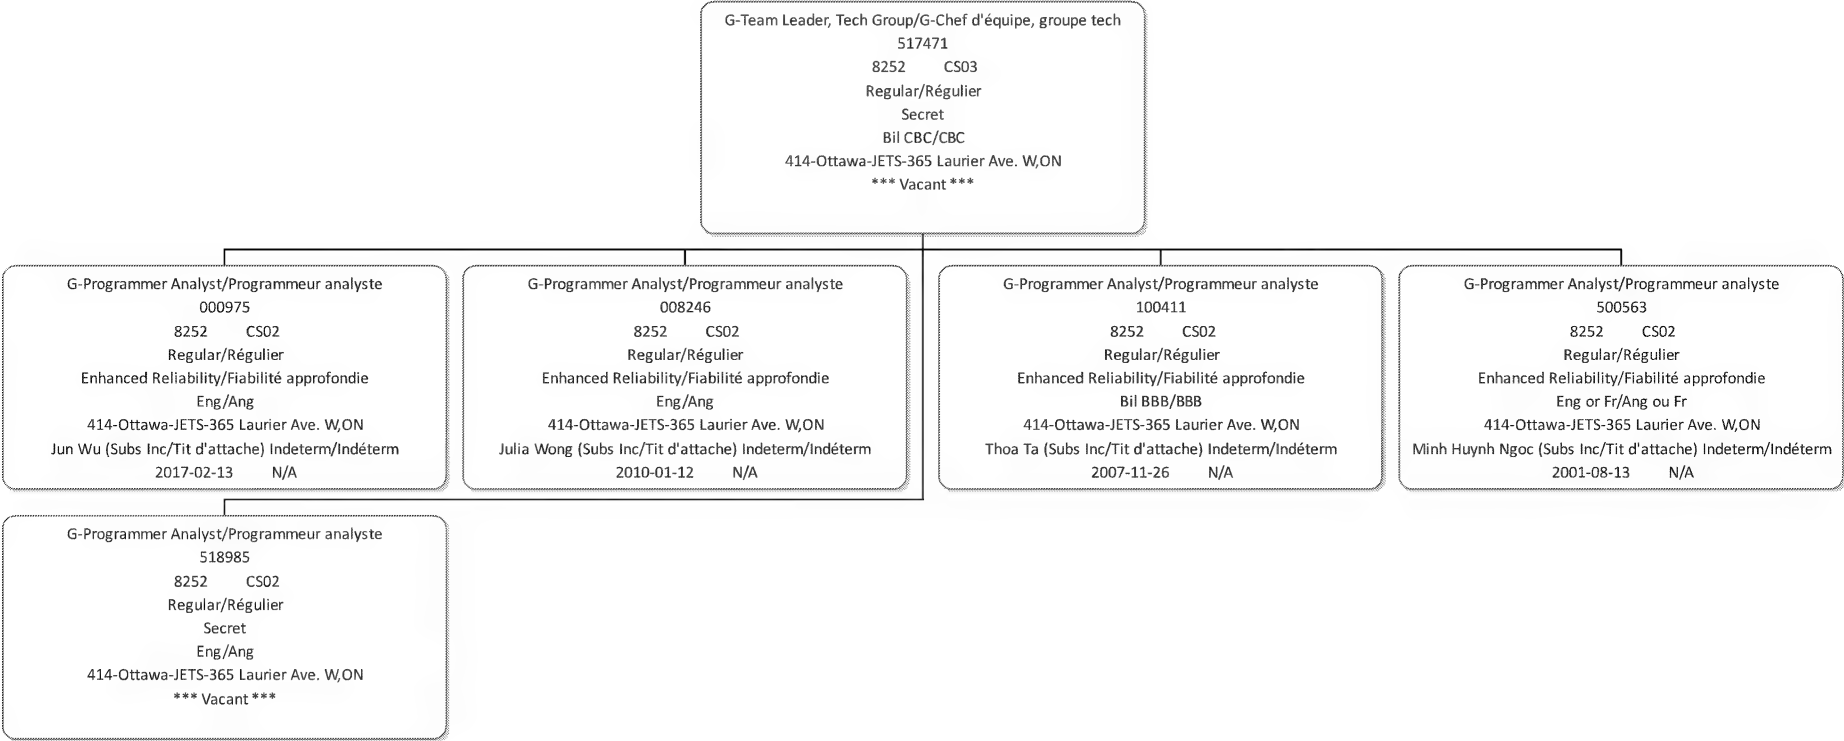 G-Team Leader, Tech Group/G-Chef d'équipe, groupe tech
517471
8252 CS03
Regular/Régulier
Secret
Bil CBC/CBC
414-Ottawa-JETS-365 Laurier Ave. W,ON
*** Vacant ***
G-Programmer Analyst/Programmeur analyste
000975
8252 CS02
Regular/Régulier
Enhanced Reliability/Fiabilité approfondie
Eng/Ang
414-Ottawa-JETS-365 Laurier Ave. W,ON
Jun Wu (Subs Inc/Tit d'attache) Indeterm/Indéterm
2017-02-13 N/A
G-Programmer Analyst/Programmeur analyste
008246
8252 CS02
Regular/Régulier
Enhanced Reliability/Fiabilité approfondie
Eng/Ang
414-Ottawa-JETS-365 Laurier Ave. W,ON
Julia Wong (Subs Inc/Tit d'attache) Indeterm/Indéterm
2010-01-12 N/A
G-Programmer Analyst/Programmeur analyste
100411
8252 CS02
Regular/Régulier
Enhanced Reliability/Fiabilité approfondie
Bil BBB/BBB
414-Ottawa-JETS-365 Laurier Ave. W,ON
Thoa Ta (Subs Inc/Tit d'attache) Indeterm/Indéterm
2007-11-26 N/A
G-Programmer Analyst/Programmeur analyste
500563
8252 CS02
Regular/Régulier
Enhanced Reliability/Fiabilité approfondie
Eng or Fr/Ang ou Fr
414-Ottawa-JETS-365 Laurier Ave. W,ON
Minh Huynh Ngoc (Subs Inc/Tit d'attache) Indeterm/Indéterm
2001-08-13 N/A
G-Programmer Analyst/Programmeur analyste
518985
8252 CS02
Regular/Régulier
Secret
Eng/Ang
414-Ottawa-JETS-365 Laurier Ave. W,ON
*** Vacant ***